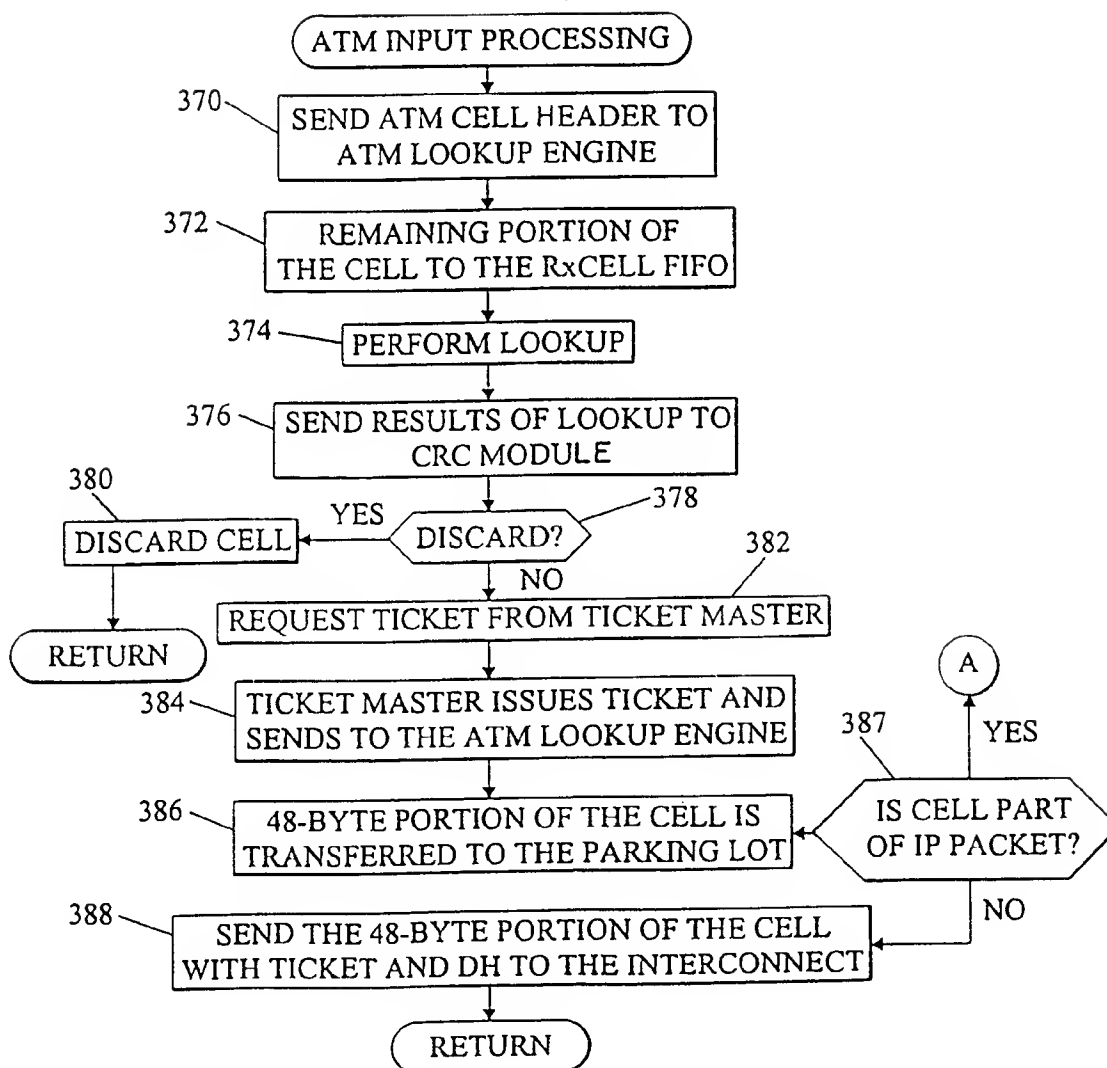 ATM INPUT PROCESSING
370
SEND ATM CELL HEADER TO
ATM LOOKUP ENGINE
372
REMAINING PORTION OF
THE CELL TO THE RxCELL FIFO
374
PERFORM LOOKUP
376
SEND RESULTS OF LOOKUP TO
CRC MODULE
378
DISCARD?
YES
380
DISCARD CELL
RETURN
NO
382
REQUEST TICKET FROM TICKET MASTER
384
TICKET MASTER ISSUES TICKET AND
SENDS TO THE ATM LOOKUP ENGINE
386
48-BYTE PORTION OF THE CELL IS
TRANSFERRED TO THE PARKING LOT
387
IS CELL PART
OF IP PACKET?
YES
A
NO
388
SEND THE 48-BYTE PORTION OF THE CELL
WITH TICKET AND DH TO THE INTERCONNECT
RETURN